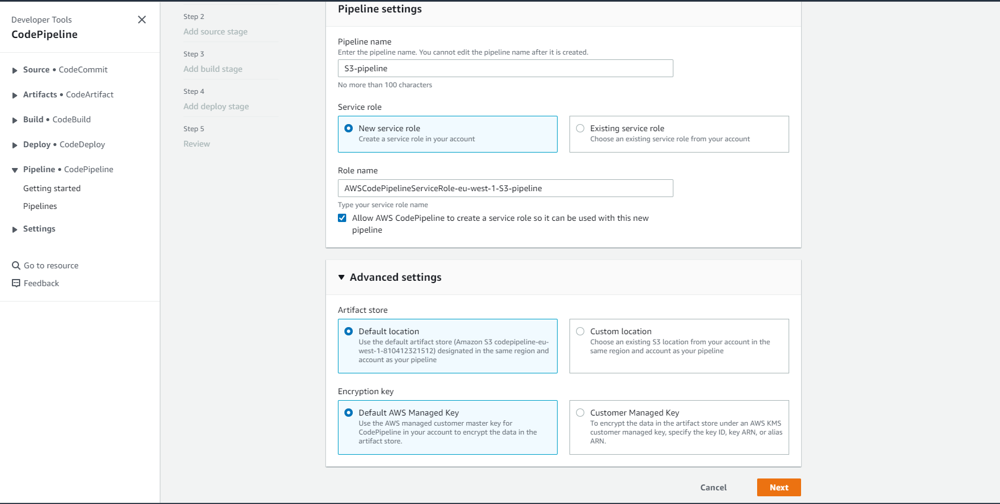 Developer Tools
CodePipeline
Source • CodeCommit
Artifacts • CodeArtifact
Build • CodeBuild
Deploy • CodeDeploy
Pipeline • CodePipeline
Getting started
Pipelines
Settings
Go to resource
Feedback
Step 2
Add source stage
Step 3
Add build stage
Step 4
Add deploy stage
Step 5
Review
Pipeline settings
Pipeline name
Enter the pipeline name. You cannot edit the pipeline name after it is created.
S3-pipeline
No more than 100 characters
Service role
New service role
Create a service role in your account
Existing service role
Choose an existing service role from your account
Role name
AWSCodePipelineServiceRole-eu-west-1-S3-pipeline
Type your service role name
Allow AWS CodePipeline to create a service role so it can be used with this new
pipeline
Advanced settings
Artifact store
Default location
Use the default artifact store (Amazon S3 codepipeline-eu-
west-1-810412321512) designated in the same region and
account as your pipeline
Custom location
Choose an existing S3 location from your account in the
same region and account as your pipeline
Encryption key
Default AWS Managed Key
Use the AWS managed customer master key for
CodePipeline in your account to encrypt the data in the
artifact store.
Customer Managed Key
To encrypt the data in the artifact store under an AWS KMS
customer managed key, specify the key ID, key ARN, or alias
ARN.
Cancel
Next